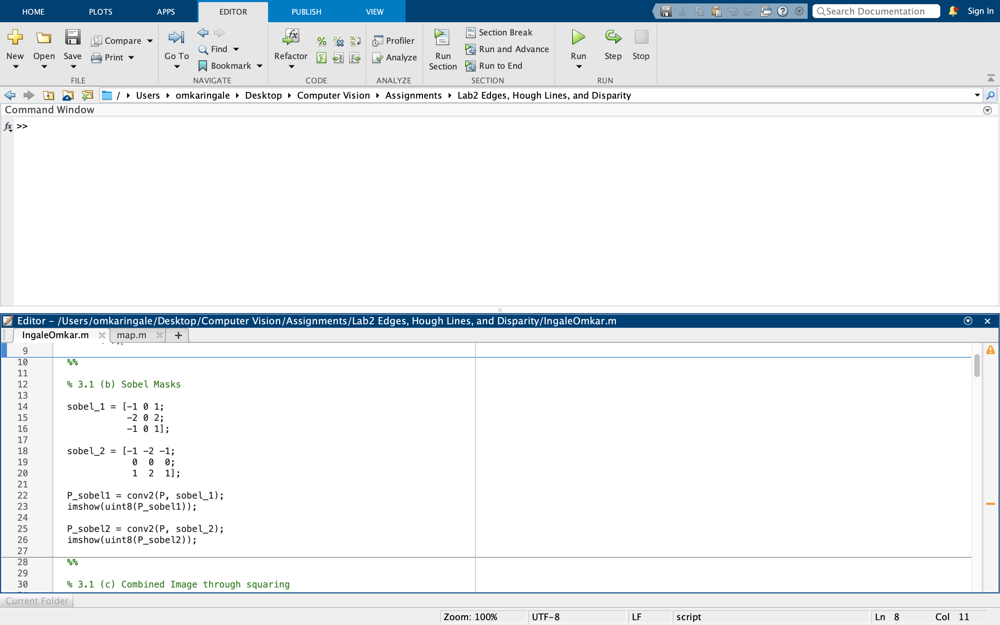 HOME PLOTS APPS EDITOR PUBLISH VIEW Search Documentation Sign In
New Open Save Compare Print
FILE
Go To Find Bookmark
NAVIGATE
Refactor
CODE
Profiler
Analyze
ANALYZE
Run Section
Section Break
Run and Advance
Run to End
SECTION
Run Step Stop
RUN
/ Users omkaringale Desktop Computer Vision Assignments Lab2 Edges, Hough Lines, and Disparity
Command Window
fx >>
Editor - /Users/omkaringale/Desktop/Computer Vision/Assignments/Lab2 Edges, Hough Lines, and Disparity/IngaleOmkar.m
IngaleOmkar.m map.m +
9
10 %%
11
12 % 3.1 (b) Sobel Masks
13
14 sobel_1 = [-1 0 1;
15 -2 0 2;
16 -1 0 1];
17
18 sobel_2 = [-1 -2 -1;
19 0 0 0;
20 1 2 1];
21
22 P_sobel1 = conv2(P, sobel_1);
23 imshow(uint8(P_sobel1));
24
25 P_sobel2 = conv2(P, sobel_2);
26 imshow(uint8(P_sobel2));
27
28 %%
29
30 % 3.1 (c) Combined Image through squaring
Current Folder
Zoom: 100% UTF-8 LF script Ln 8 Col 11